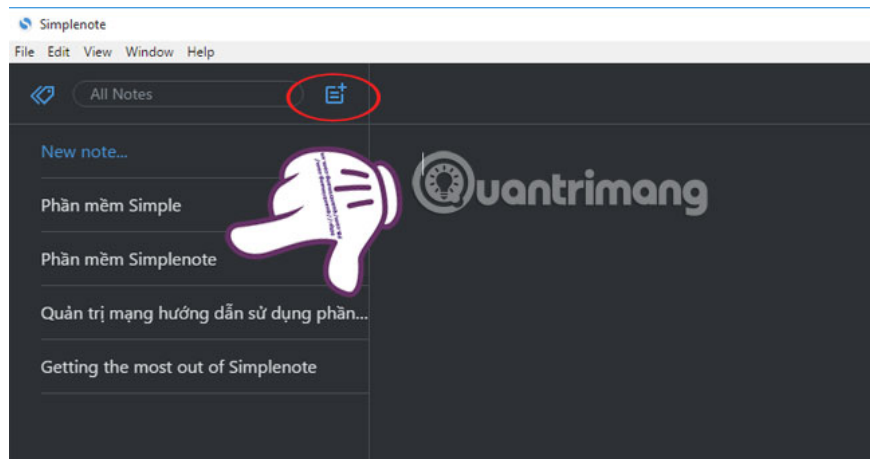 Simplenote
File Edit View Window Help
All Notes
New note...
Phần mềm Simple
Phần mềm Simplenote
Quản trị mạng hướng dẫn sử dụng phần...
Getting the most out of Simplenote
Quantrimang